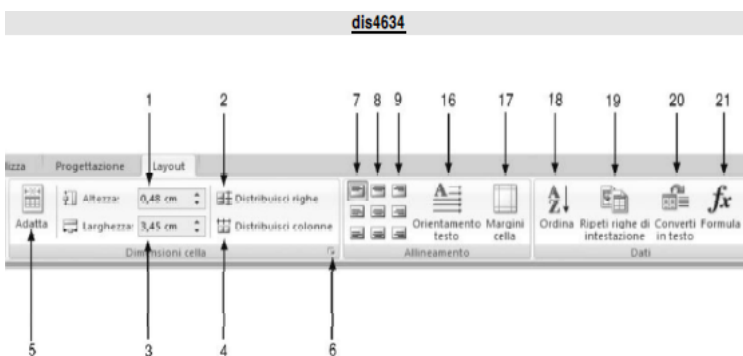 dis4634
1 2 7 8 9 16 17 18 19 20 21
lizza Progettazione Layout
Altezza: 0,48 cm Distribuisci righe
Adatta Larghezza: 3,45 cm Distribuisci colonne
Orientamento testo
Margini cella
A Z Ordina
Ripeti righe di intestazione
Converti in testo
fx Formula
Dimensioni cella Allineamento Dati
5 3 4 6